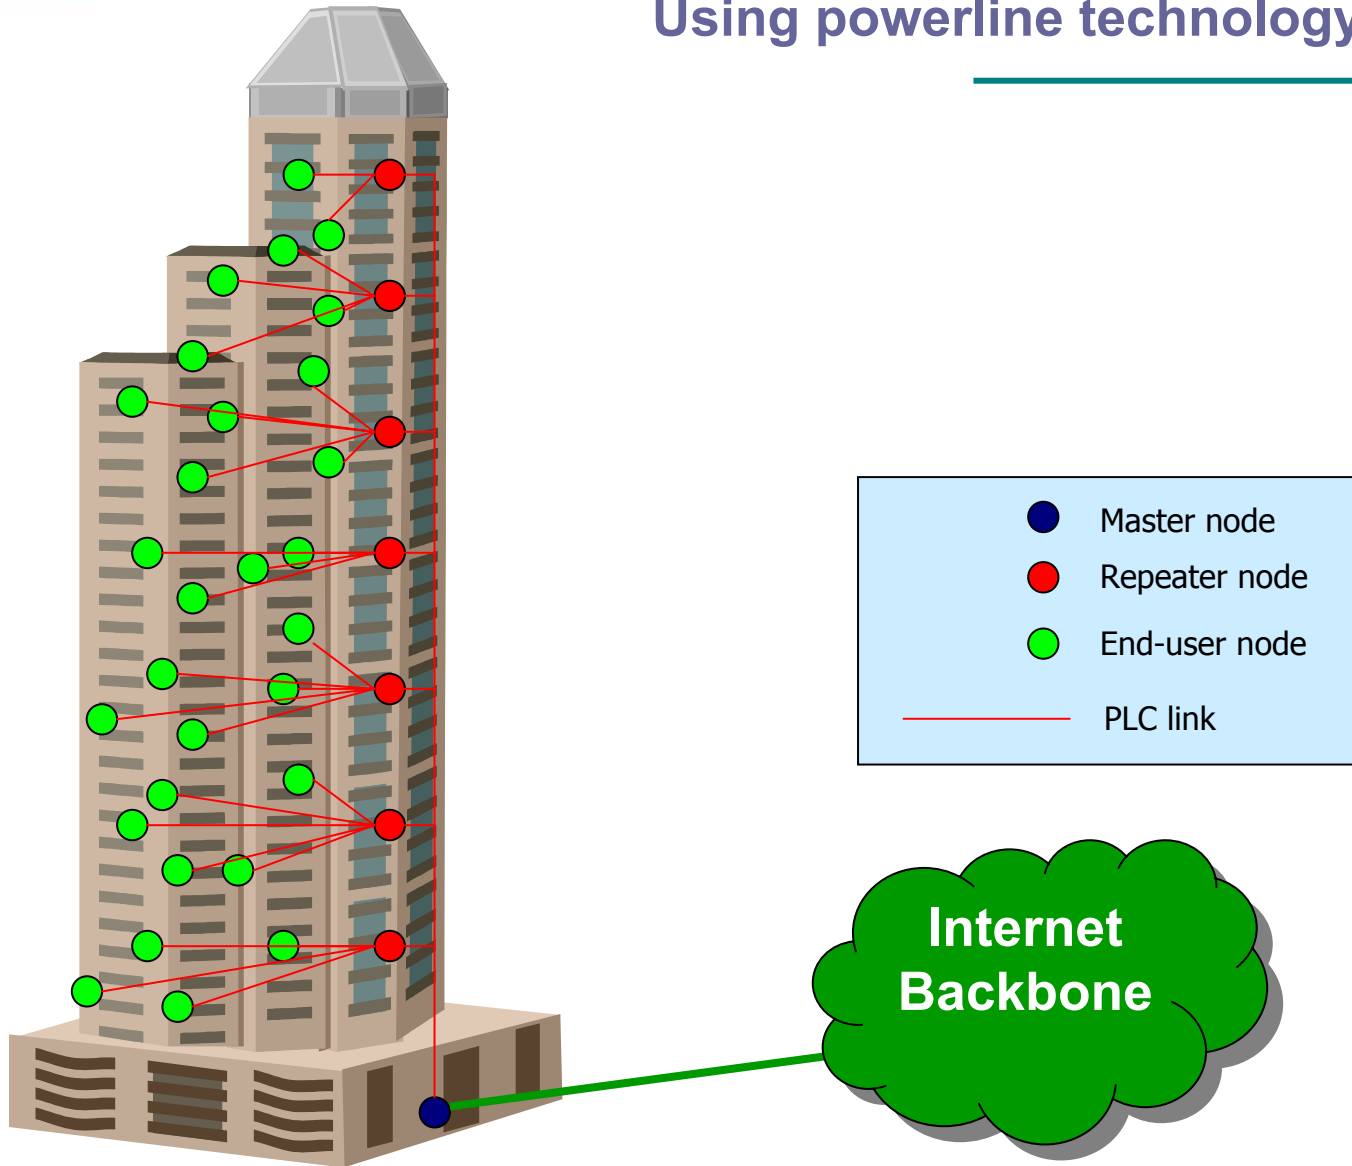 Using powerline technology
Master node
Repeater node
End-user node
PLC link
Internet
Backbone